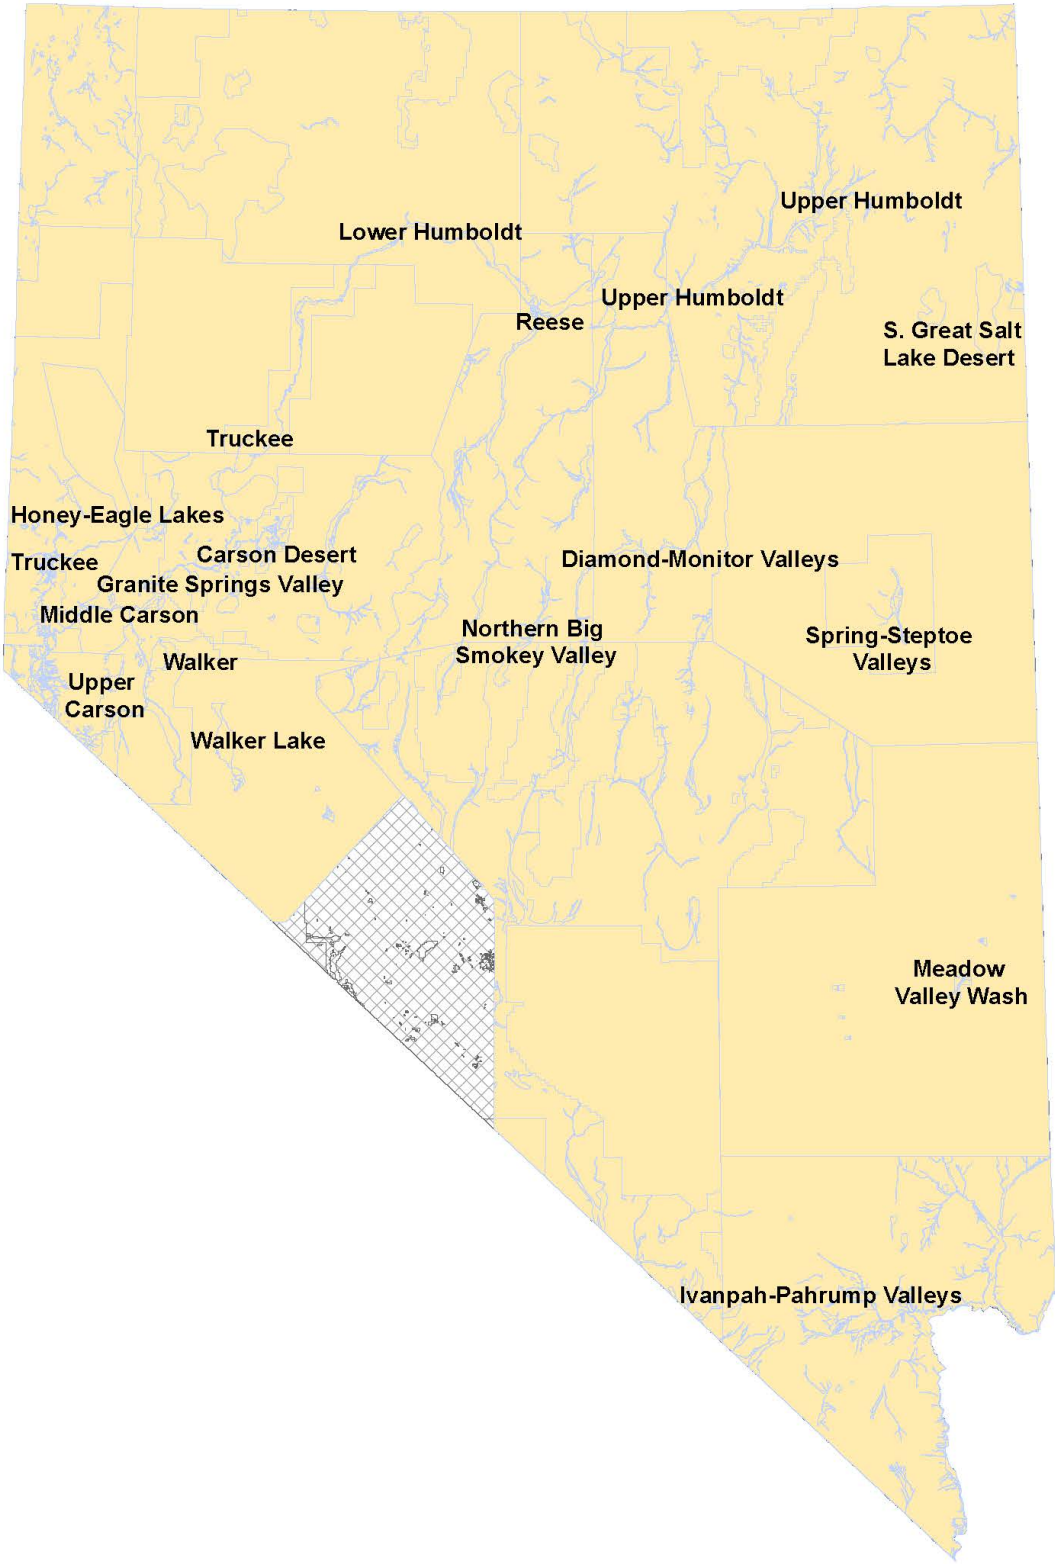 Upper Humboldt
Lower Humboldt
Upper Humboldt
Reese
S. Great Salt
Lake Desert
Truckee
Honey-Eagle Lakes
Carson Desert
Truckee
Diamond-Monitor Valleys
Granite Springs Valley
Middle Carson
Northern Big
Smokey Valley
Spring-Steptoe
Valleys
Walker
Upper
Carson
Walker Lake
Meadow
Valley Wash
Ivanpah-Pahrump Valleys